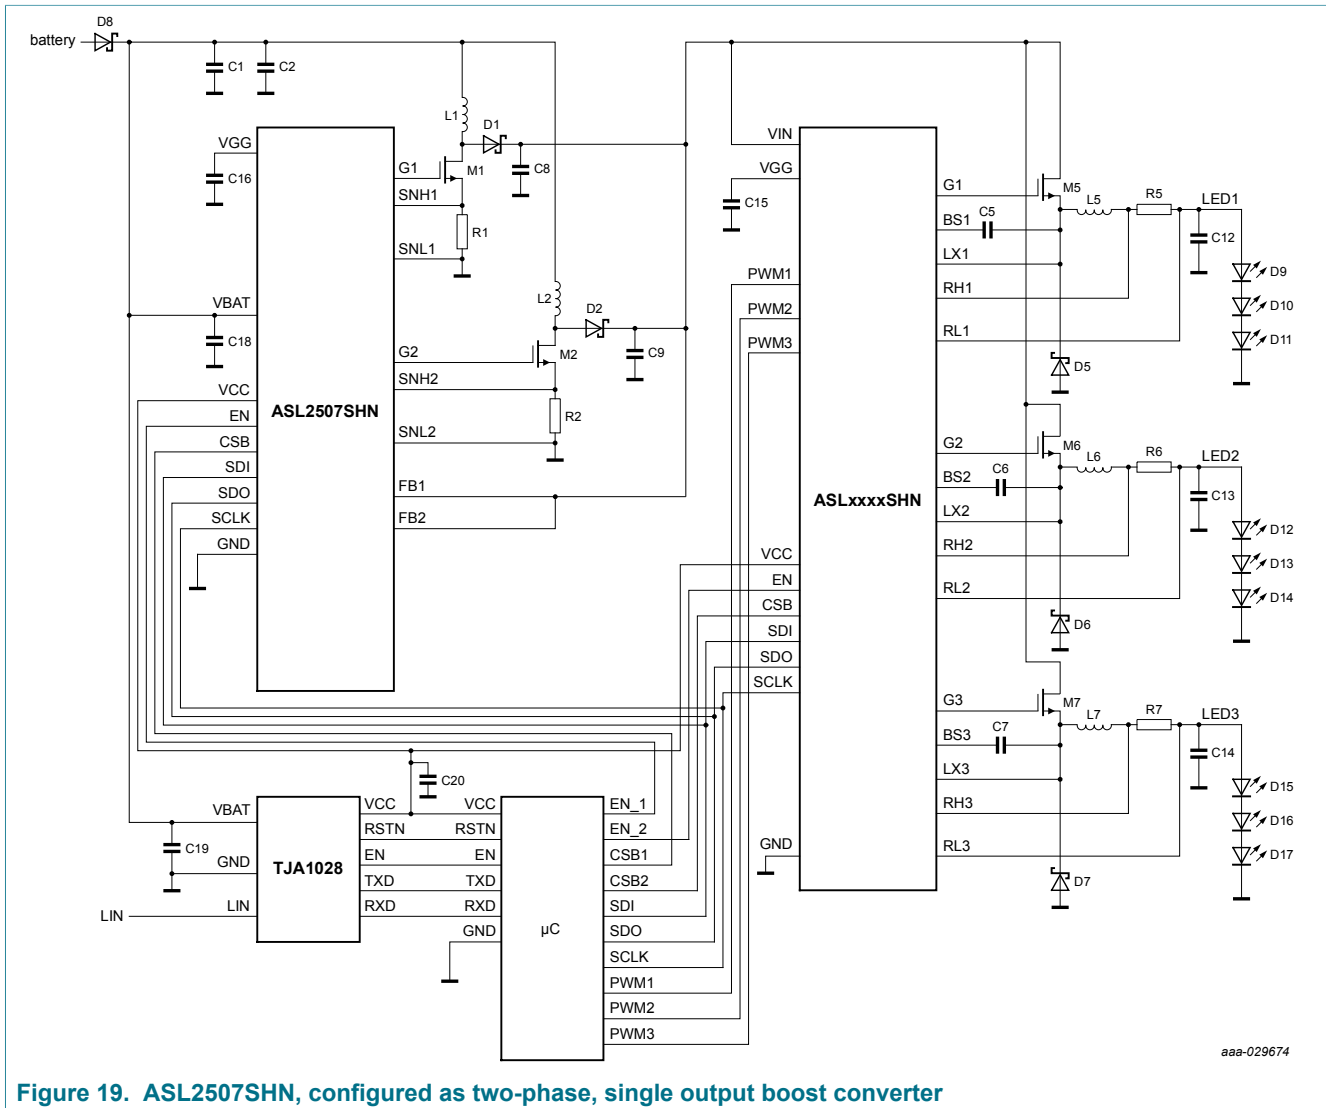 battery
D8
C1
C2
L1
D1
C8
M1
R1
L2
D2
C9
M2
R2
VGG
C16
VBAT
C18
VCC
EN
CSB
SDI
SDO
SCLK
GND
ASL2507SHN
G1
SNH1
SNL1
G2
SNH2
SNL2
FB1
FB2
VIN
VGG
C15
PWM1
PWM2
PWM3
VCC
EN
CSB
SDI
SDO
SCLK
GND
ASLxxxxSHN
G1
BS1
LX1
RH1
RL1
G2
BS2
LX2
RH2
RL2
G3
BS3
LX3
RH3
RL3
M5
C5
L5
R5
LED1
C12
D9
D10
D11
D5
M6
C6
L6
R6
LED2
C13
D12
D13
D14
D6
M7
C7
L7
R7
LED3
C14
D15
D16
D17
D7
VBAT
C19
GND
LIN
LIN
TJA1028
VCC
RSTN
EN
TXD
RXD
C20
VCC
RSTN
EN
TXD
RXD
GND
µC
EN_1
EN_2
CSB1
CSB2
SDI
SDO
SCLK
PWM1
PWM2
PWM3
aaa-029674
Figure 19. ASL2507SHN, configured as two-phase, single output boost converter